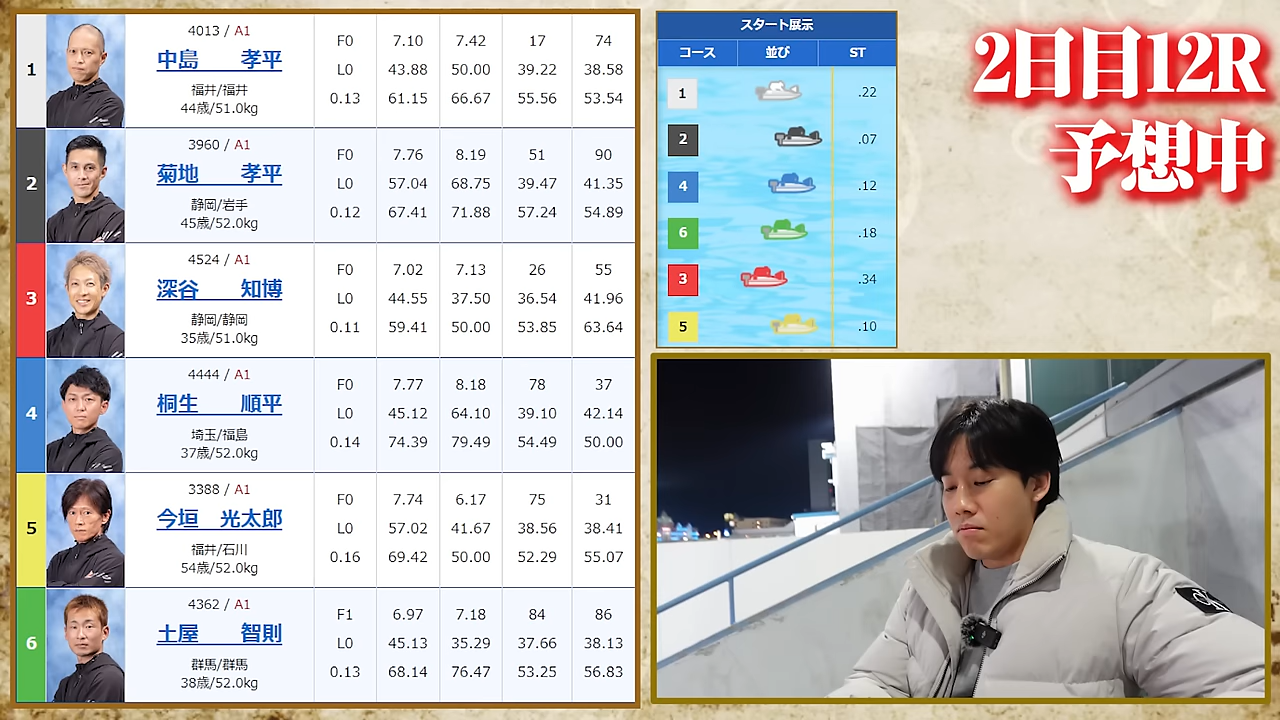 1
4013 / A1
中島 孝平
福井/福井
44歳/51.0kg
F0 7.10 7.42 17 74
L0 43.88 50.00 39.22 38.58
0.13 61.15 66.67 55.56 53.54
2
3960 / A1
菊地 孝平
静岡/岩手
45歳/52.0kg
F0 7.76 8.19 51 90
L0 57.04 68.75 39.47 41.35
0.12 67.41 71.88 57.24 54.89
3
4524 / A1
深谷 知博
静岡/静岡
35歳/51.0kg
F0 7.02 7.13 26 55
L0 44.55 37.50 36.54 41.96
0.11 59.41 50.00 53.85 63.64
4
4444 / A1
桐生 順平
埼玉/福島
37歳/52.0kg
F0 7.77 8.18 78 37
L0 45.12 64.10 39.10 42.14
0.14 74.39 79.49 54.49 50.00
5
3388 / A1
今垣 光太郎
福井/石川
54歳/52.0kg
F0 7.74 6.17 75 31
L0 57.02 41.67 38.56 38.41
0.16 69.42 50.00 52.29 55.07
6
4362 / A1
土屋 智則
群馬/群馬
38歳/52.0kg
F1 6.97 7.18 84 86
L0 45.13 35.29 37.66 38.13
0.13 68.14 76.47 53.25 56.83
スタート展示
コース 並び ST
1 .22
2 .07
4 .12
6 .18
3 .34
5 .10
2日目12R
予想中